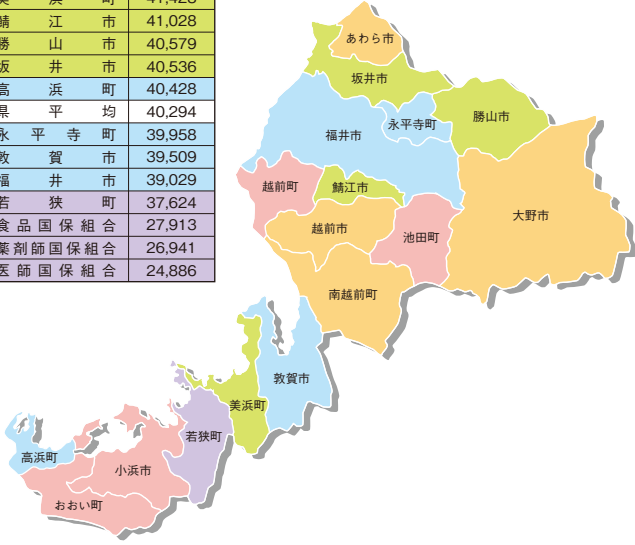 美浜町 41,428
鯖江市 41,028
勝山市 40,579
坂井市 40,536
高浜町 40,428
県平均 40,294
永平寺町 39,958
敦賀市 39,509
福井市 39,029
若狭町 37,624
食品国保組合 27,913
薬剤師国保組合 26,941
医師国保組合 24,886
あわら市
坂井市
勝山市
永平寺町
福井市
越前町
鯖江市
大野市
越前市
池田町
南越前町
敦賀市
美浜町
若狭町
高浜町
小浜市
おおい町